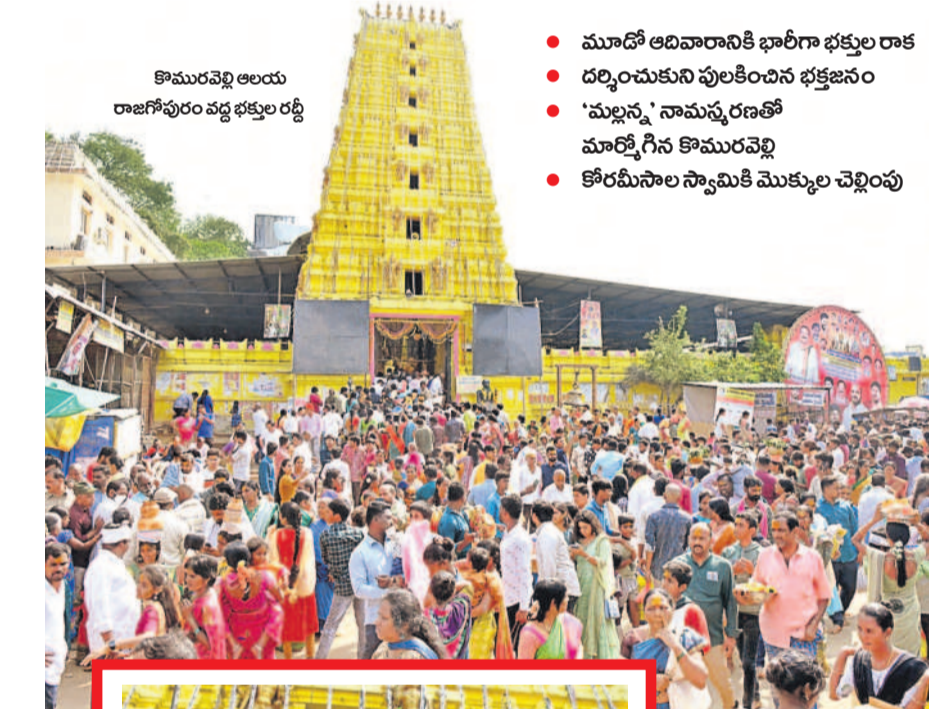 కొమురవెల్లి ఆలయ
రాజగోపురం వద్ద భక్తుల రద్దీ
● మూడో ఆదివారానికి భారీగా భక్తుల రాక
● దర్శించుకుని పులకించిన భక్తజనం
● ‘మల్లన్న’ నామస్మరణతో
మార్మోగిన కొమురవెల్లి
● కోరమీసాల స్వామికి మొక్కుల చెల్లింపు